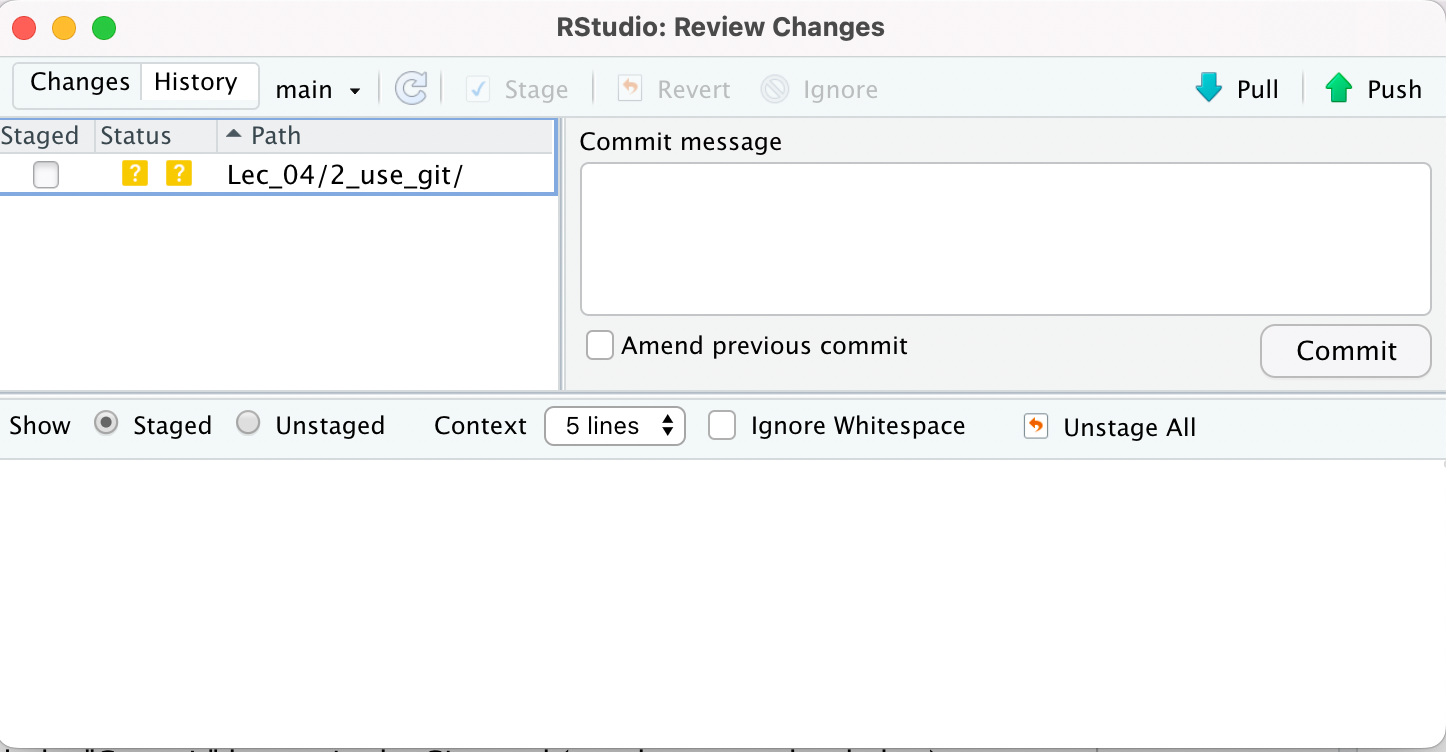 RStudio: Review Changes
Changes History main Stage Revert Ignore Pull Push
Staged Status Path
? ? Lec_04/2_use_git/
Commit message
Amend previous commit
Commit
Show Staged Unstaged Context 5 lines Ignore Whitespace Unstage All